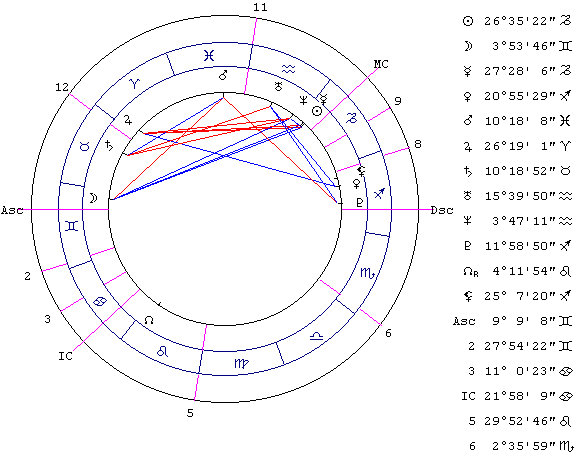 11
12
MC
9
8
Asc
Dsc
2
3
IC
5
6
☉ 26°35'22" ♑
☽ 3°53'46" ♊
☿ 27°28' 6" ♑
♀ 20°55'29" ♐
♂ 10°18' 8" ♓
♃ 26°19' 1" ♈
♄ 10°18'52" ♉
♅ 15°39'50" ♒
♆ 3°47'11" ♒
♇ 11°58'50" ♐
☊R 4°11'54" ♌
⚸ 25° 7'20" ♐
Asc 9° 9' 8" ♊
2 27°54'22" ♊
3 11° 0'23" ♋
IC 21°58' 9" ♋
5 29°52'46" ♌
6 2°35'59" ♏